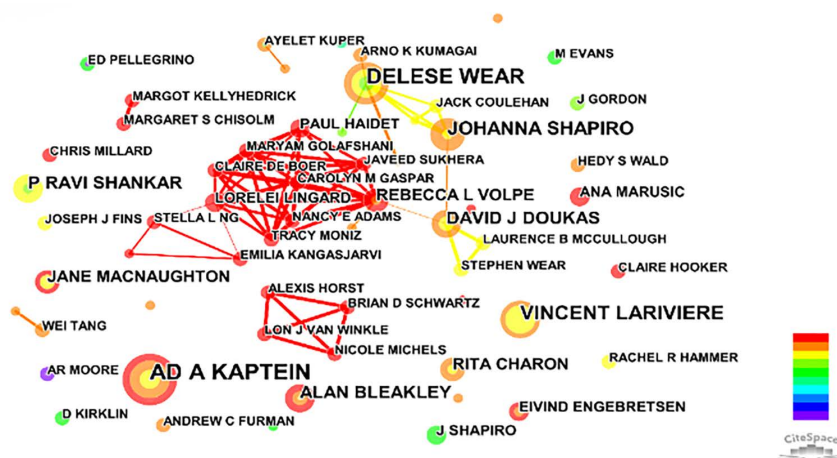 AYELET KUPER
ARNO K KUMAGAI
ED PELLEGRINO
M EVANS
DELESE WEAR
MARGOT KELLYHEDRICK
JACK COULEHAN
J GORDON
MARGARET S CHISOLM
PAUL HAIDET
JOHANNA SHAPIRO
MARYAM GOLAFSHANI
CHRIS MILLARD
JAVEED SUKHERA
CLAIRE DE BOER
HEDY S WALD
CAROLYN M GASPAR
P RAVI SHANKAR
LORELEI LINGARD
REBECCA L VOLPE
ANA MARUSIC
JOSEPH J FINS
STELLA L NG
NANCY E ADAMS
DAVID J DOUKAS
TRACY MONIZ
LAURENCE B MCCULLOUGH
EMILIA KANGASJARVI
STEPHEN WEAR
CLAIRE HOOKER
JANE MACNAUGHTON
ALEXIS HORST
BRIAN D SCHWARTZ
VINCENT LARIVIERE
WEI TANG
LON J VAN WINKLE
NICOLE MICHELS
RACHEL R HAMMER
AD A KAPTEIN
RITA CHARON
AR MOORE
ALAN BLEAKLEY
EIVIND ENGEBRETSEN
D KIRKLIN
ANDREW C FURMAN
J SHAPIRO
CiteSpace